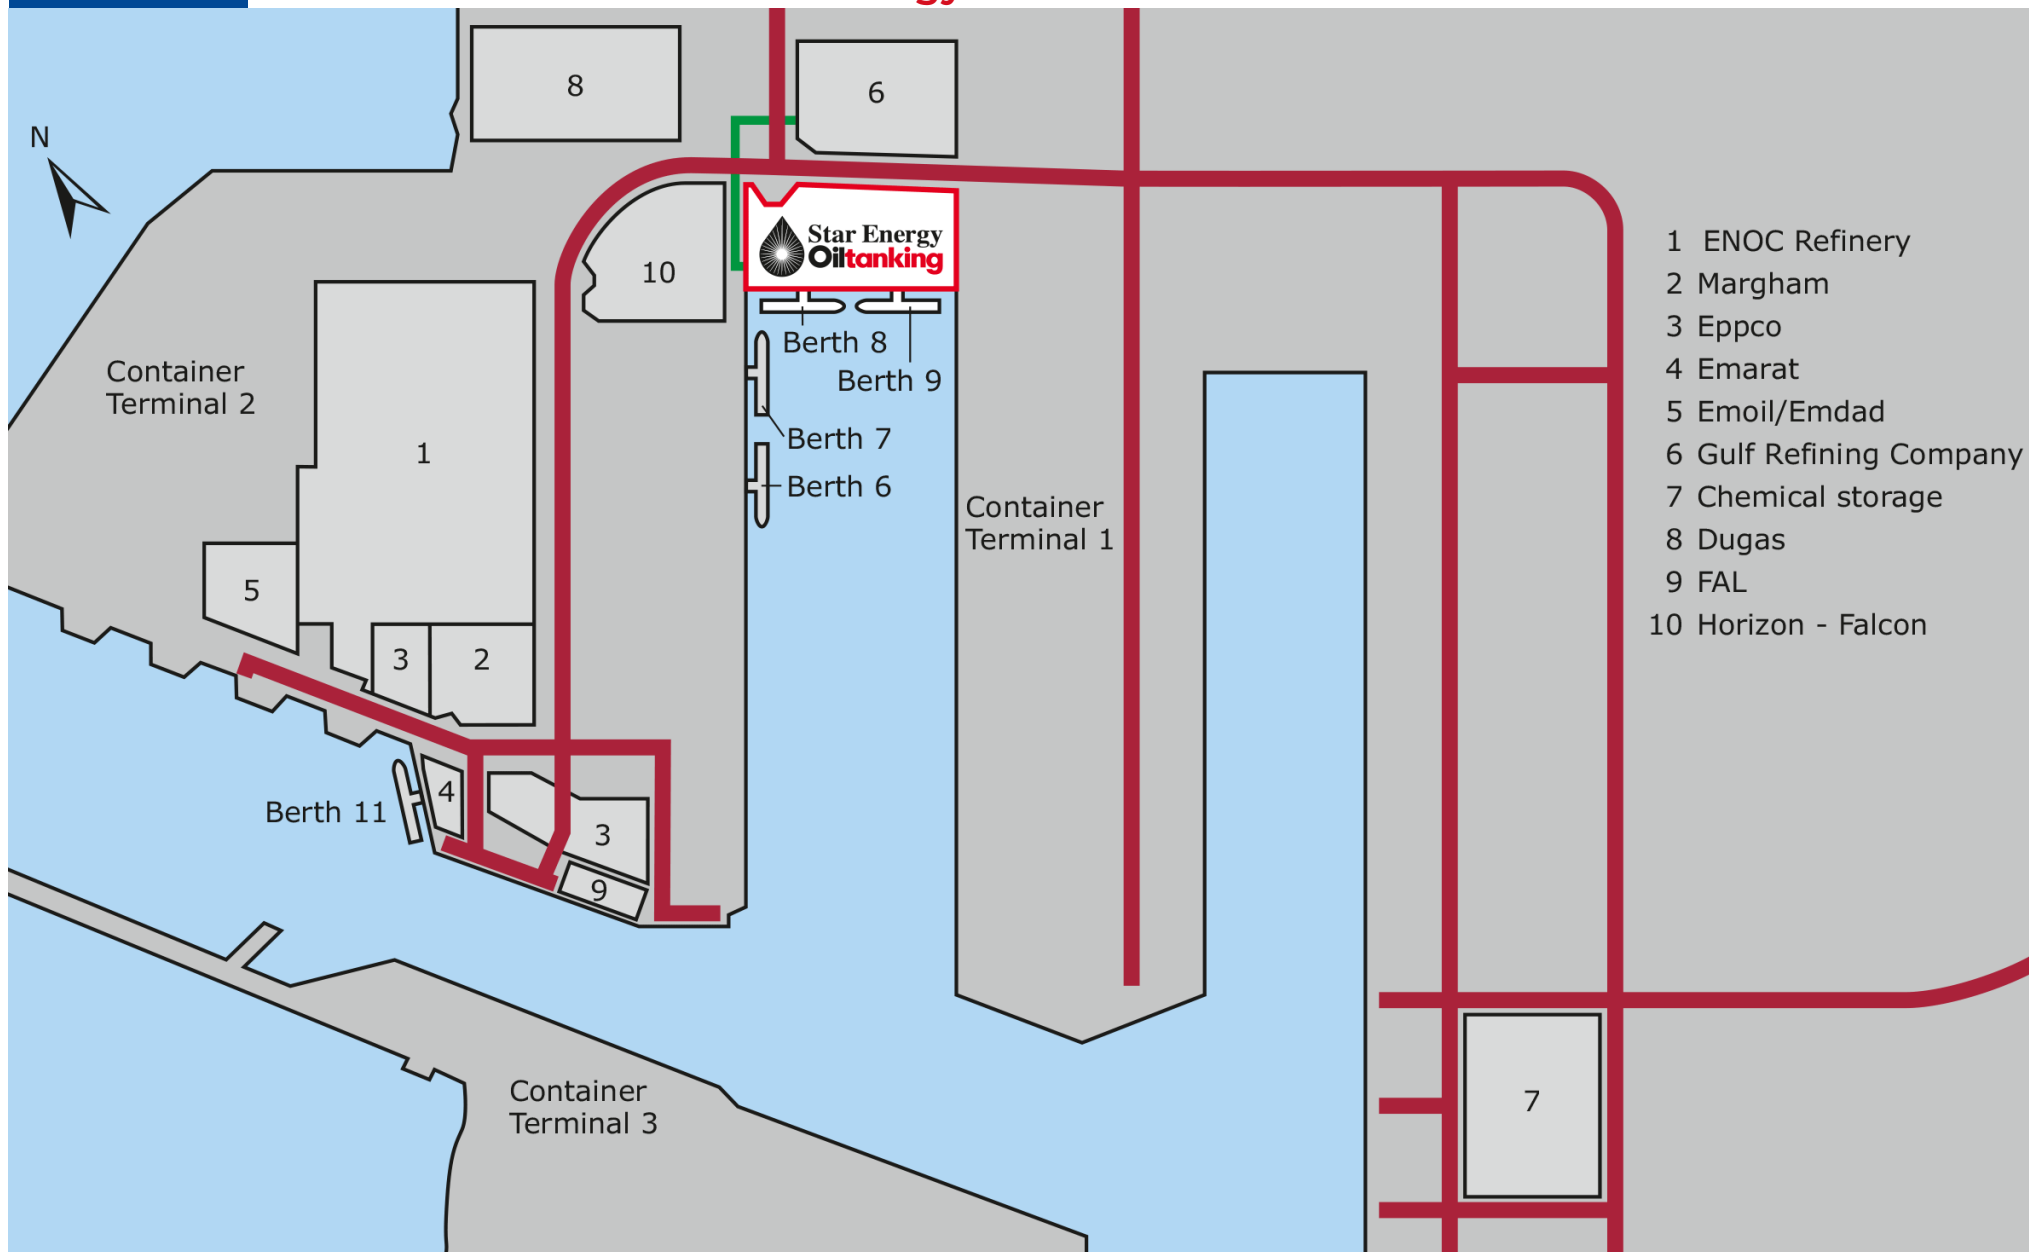 gy
8
6
N
Star Energy
Oiltanking
10
Berth 8
Berth 9
Container
Terminal 2
1
Berth 7
Berth 6
Container
Terminal 1
5
3
2
4
Berth 11
3
9
Container
Terminal 3
7
1 ENOC Refinery
2 Margham
3 Eppco
4 Emarat
5 Emoil/Emdad
6 Gulf Refining Company
7 Chemical storage
8 Dugas
9 FAL
10 Horizon - Falcon